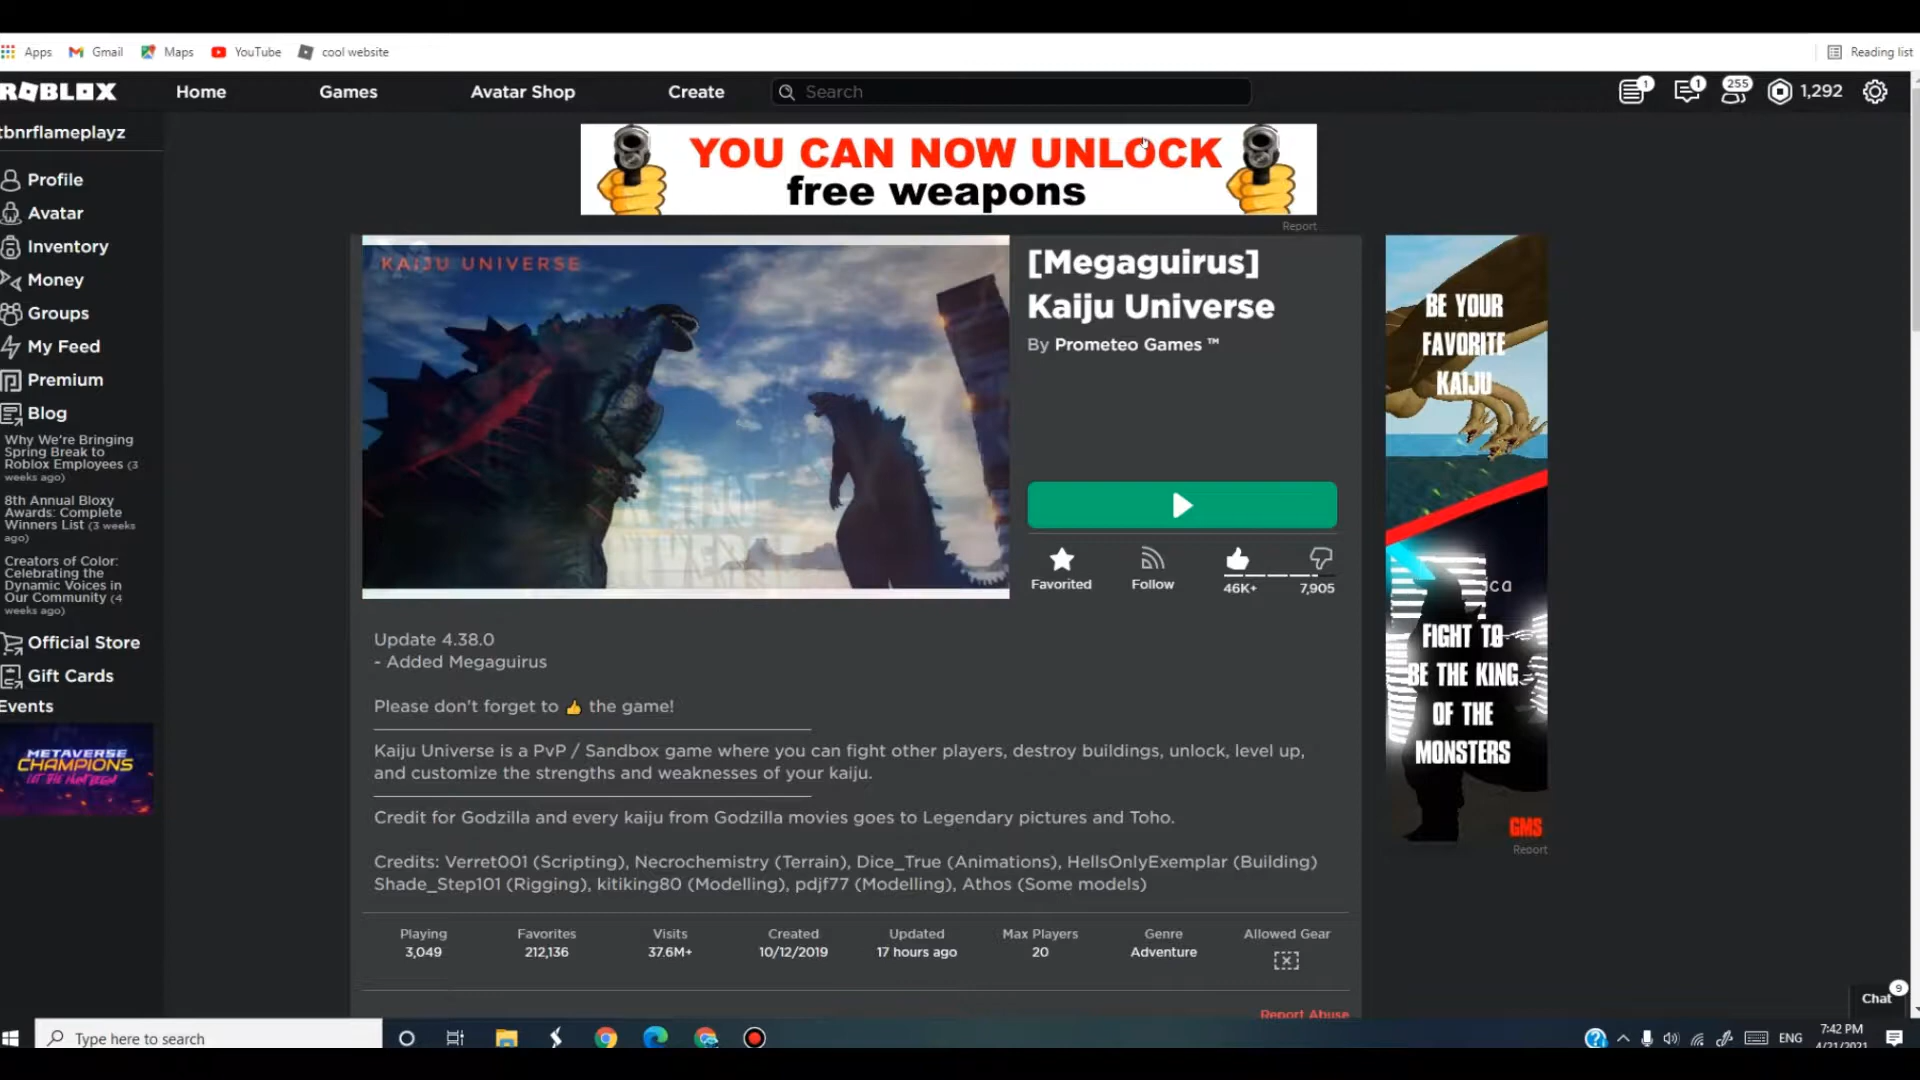 Apps Gmail Maps YouTube cool website Reading list
ROBLOX Home Games Avatar Shop Create Search 1 1 255 1,292
tbnrflameplayz
Profile
Avatar
Inventory
Money
Groups
My Feed
Premium
Blog
Why We're Bringing
Spring Break to
Roblox Employees (3
weeks ago)
8th Annual Bloxy
Awards: Complete
Winners List (3 weeks
ago)
Creators of Color:
Celebrating the
Dynamic Voices in
Our Community (4
weeks ago)
Official Store
Gift Cards
Events
METAVERSE
CHAMPIONS
YOU CAN NOW UNLOCK
free weapons
Report
KAIJU UNIVERSE
[Megaguirus]
Kaiju Universe
By Prometeo Games ™
Favorited Follow 46K+ 7,905
Update 4.38.0
- Added Megaguirus
Please don't forget to 👍 the game!
Kaiju Universe is a PvP / Sandbox game where you can fight other players, destroy buildings, unlock, level up,
and customize the strengths and weaknesses of your kaiju.
Credit for Godzilla and every kaiju from Godzilla movies goes to Legendary pictures and Toho.
Credits: Verret001 (Scripting), Necrochemistry (Terrain), Dice_True (Animations), HellsOnlyExemplar (Building)
Shade_Step101 (Rigging), kitiking80 (Modelling), pdjf77 (Modelling), Athos (Some models)
Playing Favorites Visits Created Updated Max Players Genre Allowed Gear
3,049 212,136 37.6M+ 10/12/2019 17 hours ago 20 Adventure
Report Abuse
BE YOUR
FAVORITE
KAIJU
FIGHT TO
BE THE KING
OF THE
MONSTERS
GMS
Report
Chat 9
Type here to search
ENG
7:42 PM
4/21/2021